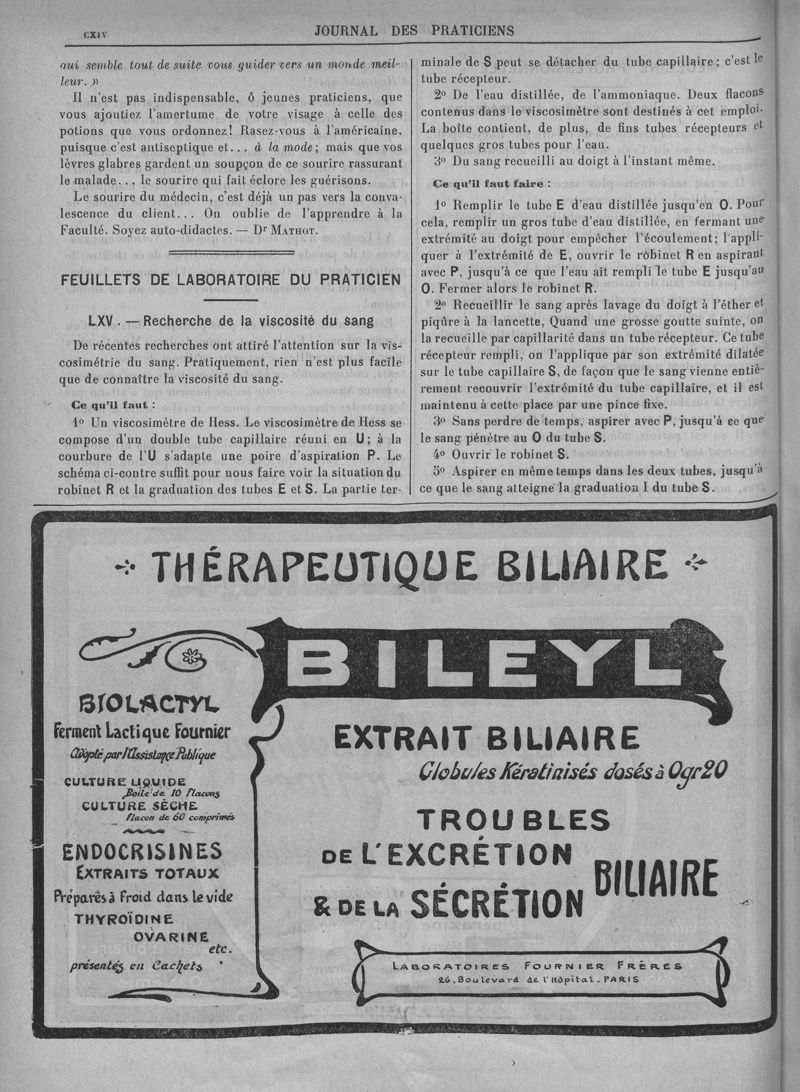 CXIV
JOURNAL DES PRATICIENS
qui semble tout de suite vous guider vers un monde meil-
leur. »
Il n'est pas indispensable, ô jeunes praticiens, que
vous ajoutiez l'amertume de votre visage à celle des
potions que vous ordonnez! Rasez-vous à l'américaine,
puisque c'est antiseptique et... à la mode; mais que vos
lèvres glabres gardent un soupçon de ce sourire rassurant
le malade... le sourire qui fait éclore les guérisons.
Le sourire du médecin, c'est déjà un pas vers la conva-
lescence du client... On oublie de l'apprendre à la
Faculté. Soyez auto-didactes. — Dr MATHOT.
FEUILLETS DE LABORATOIRE DU PRATICIEN
LXV. — Recherche de la viscosité du sang
De récentes recherches ont attiré l'attention sur la vis-
cosimétrie du sang. Pratiquement, rien n'est plus facile
que de connaître la viscosité du sang.
Ce qu'il faut :
1o Un viscosimètre de Hess. Le viscosimètre de Hess se
compose d'un double tube capillaire réuni en U; à la
courbure de l'U s'adapte une poire d'aspiration P. Le
schéma ci-contre suffit pour nous faire voir la situation du
robinet R et la graduation des tubes E et S. La partie ter-
minale de S peut se détacher du tube capillaire; c'est le
tube récepteur.
2o De l'eau distillée, de l'ammoniaque. Deux flacons
contenus dans le viscosimètre sont destinés à cet emploi.
La boîte contient, de plus, de fins tubes récepteurs et
quelques gros tubes pour l'eau.
3o Du sang recueilli au doigt à l'instant même.
Ce qu'il faut faire :
1o Remplir le tube E d'eau distillée jusqu'en O. Pour
cela, remplir un gros tube d'eau distillée, en fermant une
extrémité au doigt pour empêcher l'écoulement; l'appli-
quer à l'extrémité de E, ouvrir le robinet R en aspirant
avec P, jusqu'à ce que l'eau ait rempli le tube E jusqu'au
O. Fermer alors le robinet R.
2o Recueillir le sang après lavage du doigt à l'éther et
piqûre à la lancette, Quand une grosse goutte suinte, on
la recueille par capillarité dans un tube récepteur. Ce tube
récepteur rempli, on l'applique par son extrémité dilatée
sur le tube capillaire S, de façon que le sang vienne entiè-
rement recouvrir l'extrémité du tube capillaire, et il est
maintenu à cette place par une pince fixe.
3o Sans perdre de temps, aspirer avec P, jusqu'à ce que
le sang pénètre au O du tube S.
4o Ouvrir le robinet S.
5o Aspirer en même temps dans les deux tubes, jusqu'à
ce que le sang atteigne la graduation I du tube S.
THÉRAPEUTIQUE BILIAIRE
BILEYL
BIOLACTYL
Ferment Lactique Fournier
Adopté par l'Assistance Publique
CULTURE LIQUIDE
Boîte de 10 flacons
CULTURE SÈCHE
flacon de 60 comprimés
ENDOCRISINES
EXTRAITS TOTAUX
Préparés à froid dans le vide
THYROÏDINE
OVARINE
etc.
présentés en Cachets
EXTRAIT BILIAIRE
Globules Kératinisés dosés à 0gr20
TROUBLES
DE L'EXCRÉTION
& DE LA SÉCRÉTION
BILIAIRE
LABORATOIRES FOURNIER FRÈRES
26, Boulevard de l'Hôpital. PARIS